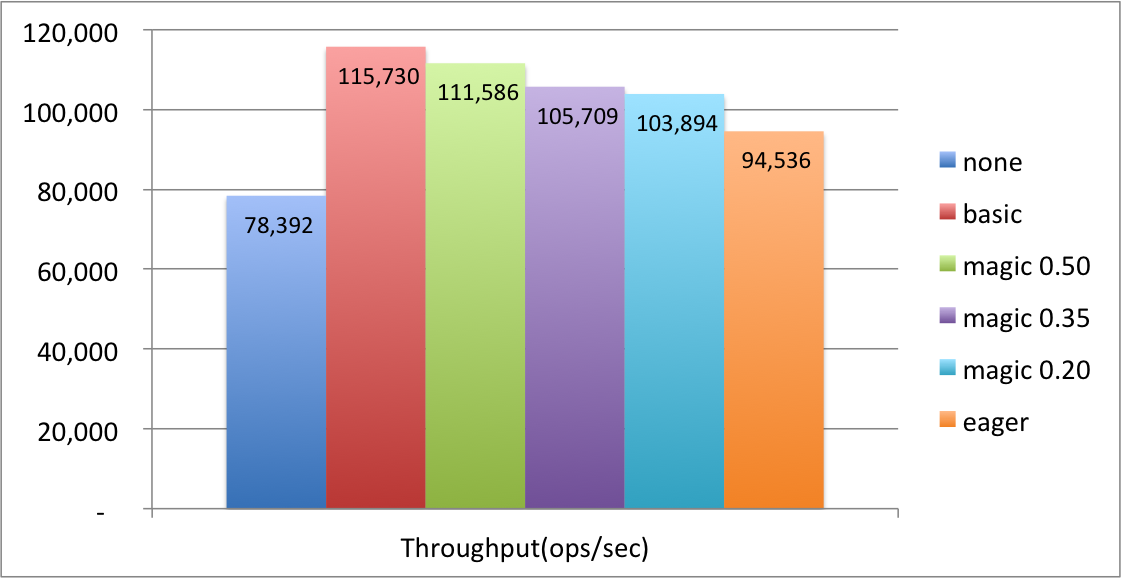 120,000
100,000
80,000
60,000
40,000
20,000
-
78,392
115,730
111,586
105,709
103,894
94,536
Throughput(ops/sec)
none
basic
magic 0.50
magic 0.35
magic 0.20
eager